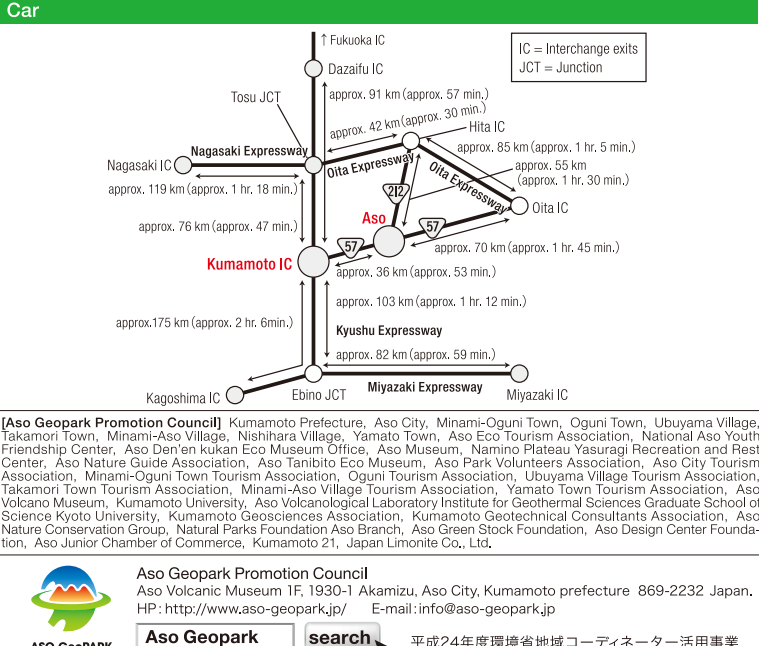 Car
↑ Fukuoka IC
IC = Interchange exits
JCT = Junction
Dazaifu IC
approx. 91 km (approx. 57 min.)
Tosu JCT
approx. 42 km (approx. 30 min.)
Hita IC
Nagasaki Expressway
approx. 85 km (approx. 1 hr. 5 min.)
Nagasaki IC
Oita Expressway
Oita Expressway
approx. 55 km
(approx. 1 hr. 30 min.)
approx. 119 km (approx. 1 hr. 18 min.)
212
Oita IC
Aso
57
approx. 76 km (approx. 47 min.)
57
approx. 70 km (approx. 1 hr. 45 min.)
Kumamoto IC
approx. 36 km (approx. 53 min.)
approx. 103 km (approx. 1 hr. 12 min.)
approx.175 km (approx. 2 hr. 6min.)
Kyushu Expressway
approx. 82 km (approx. 59 min.)
Miyazaki Expressway
Kagoshima IC
Ebino JCT
Miyazaki IC
[Aso Geopark Promotion Council] Kumamoto Prefecture, Aso City, Minami-Oguni Town, Oguni Town, Ubuyama Village,
Takamori Town, Minami-Aso Village, Nishihara Village, Yamato Town, Aso Eco Tourism Association, National Aso Youth
Friendship Center, Aso Den'en kukan Eco Museum Office, Aso Museum, Namino Plateau Yasuragi Recreation and Rest
Center, Aso Nature Guide Association, Aso Tanibito Eco Museum, Aso Park Volunteers Association, Aso City Tourism
Association, Minami-Oguni Town Tourism Association, Oguni Tourism Association, Ubuyama Village Tourism Association,
Takamori Town Tourism Association, Minami-Aso Village Tourism Association, Yamato Town Tourism Association, Aso
Volcano Museum, Kumamoto University, Aso Volcanological Laboratory Institute for Geothermal Sciences Graduate School of
Science Kyoto University, Kumamoto Geosciences Association, Kumamoto Geotechnical Consultants Association, Aso
Nature Conservation Group, Natural Parks Foundation Aso Branch, Aso Green Stock Foundation, Aso Design Center Founda-
tion, Aso Junior Chamber of Commerce, Kumamoto 21, Japan Limonite Co., Ltd.
Aso Geopark Promotion Council
Aso Volcanic Museum 1F, 1930-1 Akamizu, Aso City, Kumamoto prefecture 869-2232 Japan.
HP : http://www.aso-geopark.jp/ E-mail : info@aso-geopark.jp
ASO GeoPARK
Aso Geopark
search
平成24年度環境省地域コーディネーター活用事業